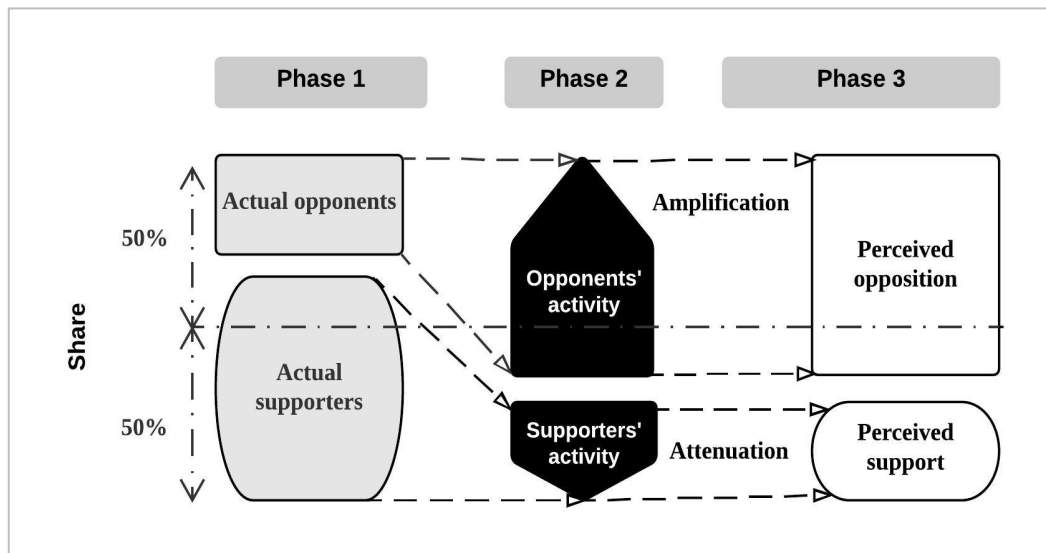 Phase 1
Phase 2
Phase 3
Actual opponents
Amplification
50%
Perceived
opposition
Opponents'
activity
Share
Actual
supporters
50%
Supporters'
activity
Attenuation
Perceived
support